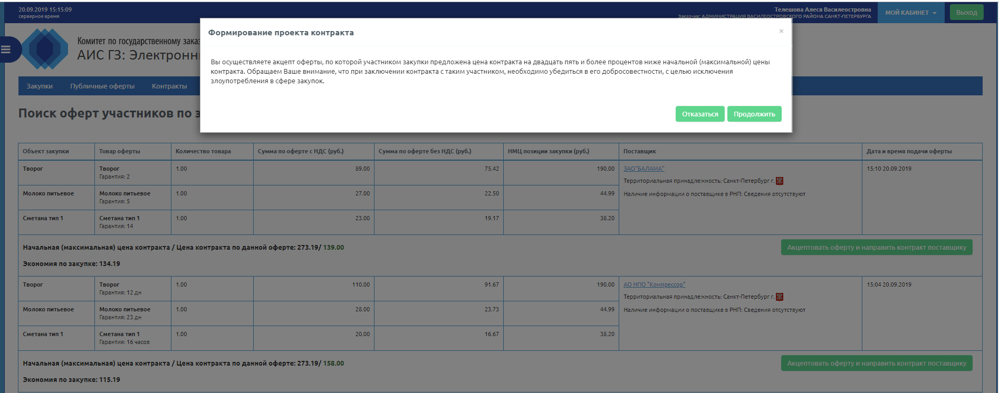 20.09.2019 15:15:09
серверное время
Телешова Алеся Василеостровна
Заказчик: АДМИНИСТРАЦИЯ ВАСИЛЕОСТРОВСКОГО РАЙОНА САНКТ-ПЕТЕРБУРГА
МОЙ КАБИНЕТ
Выход
Комитет по государственному зака
АИС ГЗ: Электронн
Формирование проекта контракта
×
Вы осуществляете акцепт оферты, по которой участником закупки предложена цена контракта на двадцать пять и более процентов ниже начальной (максимальной) цены
контракта. Обращаем Ваше внимание, что при заключении контракта с таким участником, необходимо убедиться в его добросовестности, с целью исключения
злоупотребления в сфере закупок.
Отказаться Продолжить
Закупки Публичные оферты Контракты
Поиск оферт участников по з
Объект закупки Товар оферты Количество товара Сумма по оферте с НДС (руб.) Сумма по оферте без НДС (руб.) НМЦ позиции закупки (руб.) Поставщик Дата и время подачи оферты
Творог Творог 1.00 89.00 75.42 190.00 ЗАО"БАЛАМА" 15:10 20.09.2019
Гарантия: 2
Территориальная принадлежность: Санкт-Петербург г.
Молоко питьевое Молоко питьевое 1.00 27.00 22.50 44.99 Наличие информации о поставщике в РНП: Сведения отсутствуют
Гарантия: 5
Сметана тип 1 Сметана тип 1 1.00 23.00 19.17 38.20
Гарантия: 14
Начальная (максимальная) цена контракта / Цена контракта по данной оферте: 273.19/ 139.00
Акцептовать оферту и направить контракт поставщику
Экономия по закупке: 134.19
Творог Творог 1.00 110.00 91.67 190.00 АО НПО "Компрессор" 15:04 20.09.2019
Гарантия: 12 дн
Территориальная принадлежность: Санкт-Петербург г.
Молоко питьевое Молоко питьевое 1.00 28.00 23.73 44.99 Наличие информации о поставщике в РНП: Сведения отсутствуют
Гарантия: 23 дн
Сметана тип 1 Сметана тип 1 1.00 20.00 16.67 38.20
Гарантия: 16 часов
Начальная (максимальная) цена контракта / Цена контракта по данной оферте: 273.19/ 158.00
Акцептовать оферту и направить контракт поставщику
Экономия по закупке: 115.19